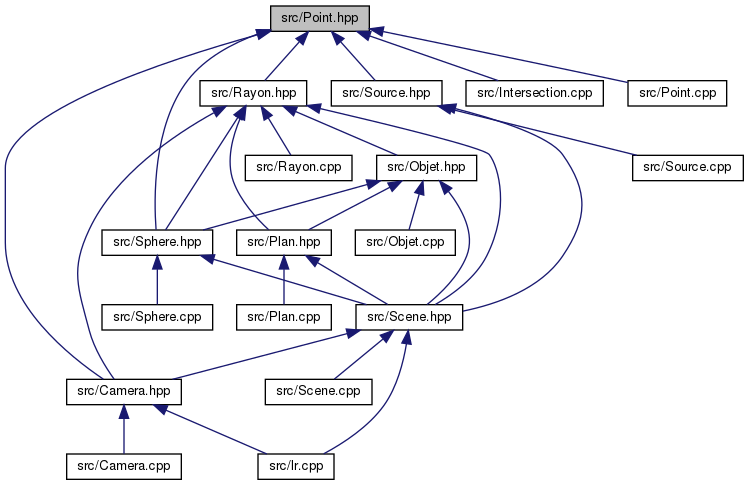 src/Point.hpp
src/Rayon.hpp
src/Source.hpp
src/Intersection.cpp
src/Point.cpp
src/Rayon.cpp
src/Objet.hpp
src/Source.cpp
src/Sphere.hpp
src/Plan.hpp
src/Objet.cpp
src/Sphere.cpp
src/Plan.cpp
src/Scene.hpp
src/Camera.hpp
src/Scene.cpp
src/Camera.cpp
src/lr.cpp